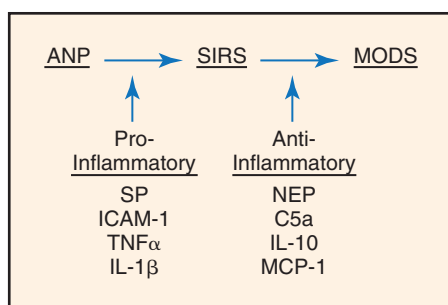 ANP SIRS MODS
Pro- Anti-
Inflammatory Inflammatory
SP NEP
ICAM-1 C5a
TNFα IL-10
IL-1β MCP-1